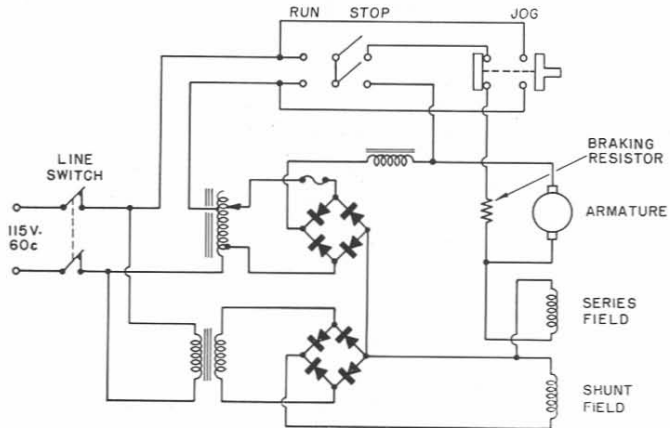 RUN STOP JOG
LINE
SWITCH
115V-
60c
BRAKING
RESISTOR
ARMATURE
SERIES
FIELD
SHUNT
FIELD